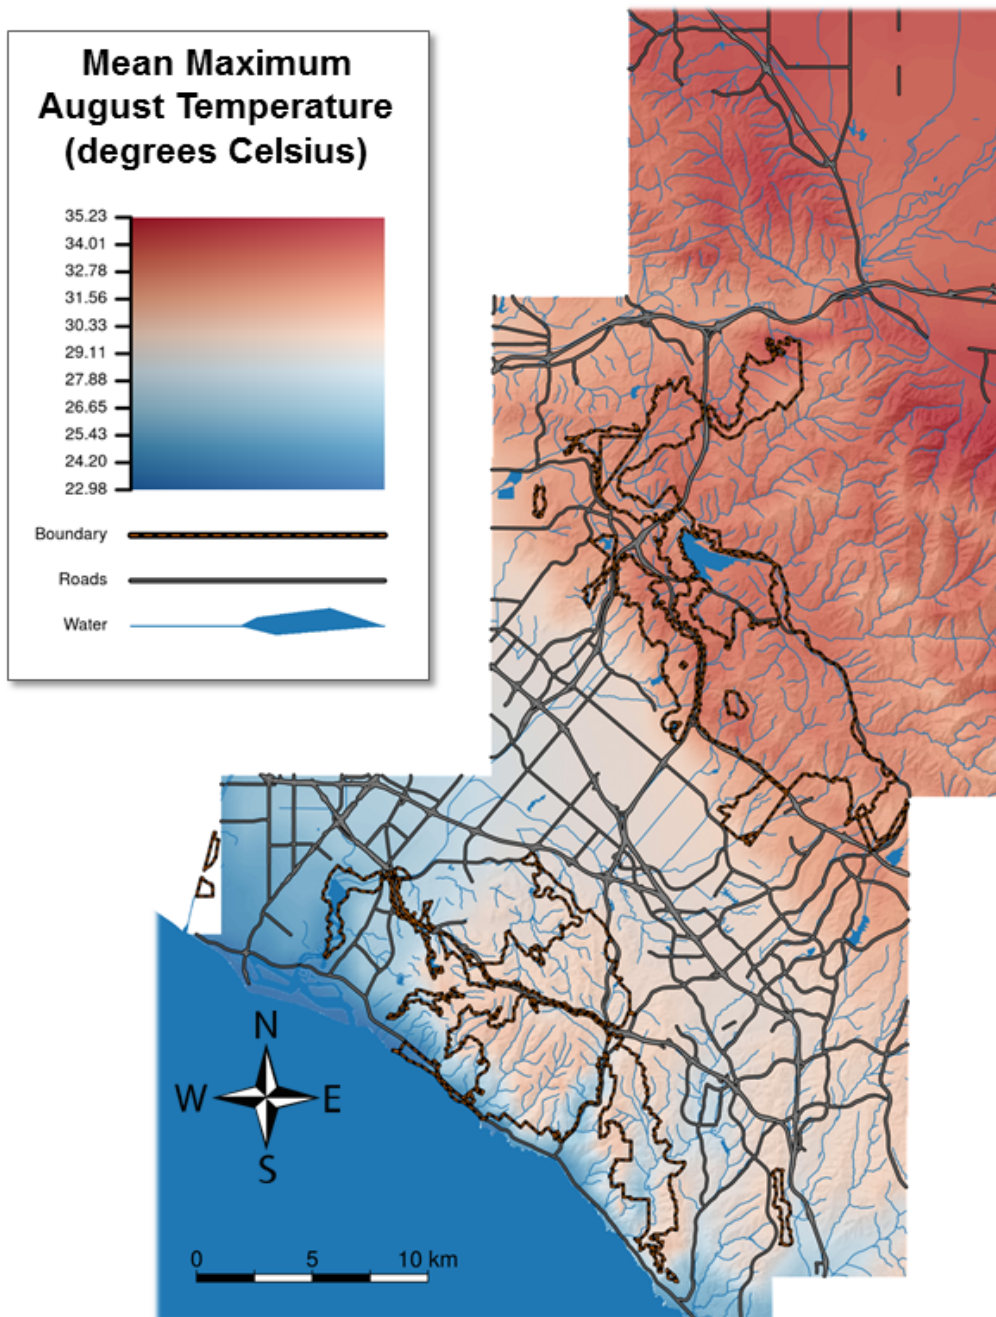 Mean Maximum
August Temperature
(degrees Celsius)
35.23
34.01
32.78
31.56
30.33
29.11
27.88
26.65
25.43
24.20
22.98
Boundary
Roads
Water
N
W E
S
0 5 10 km